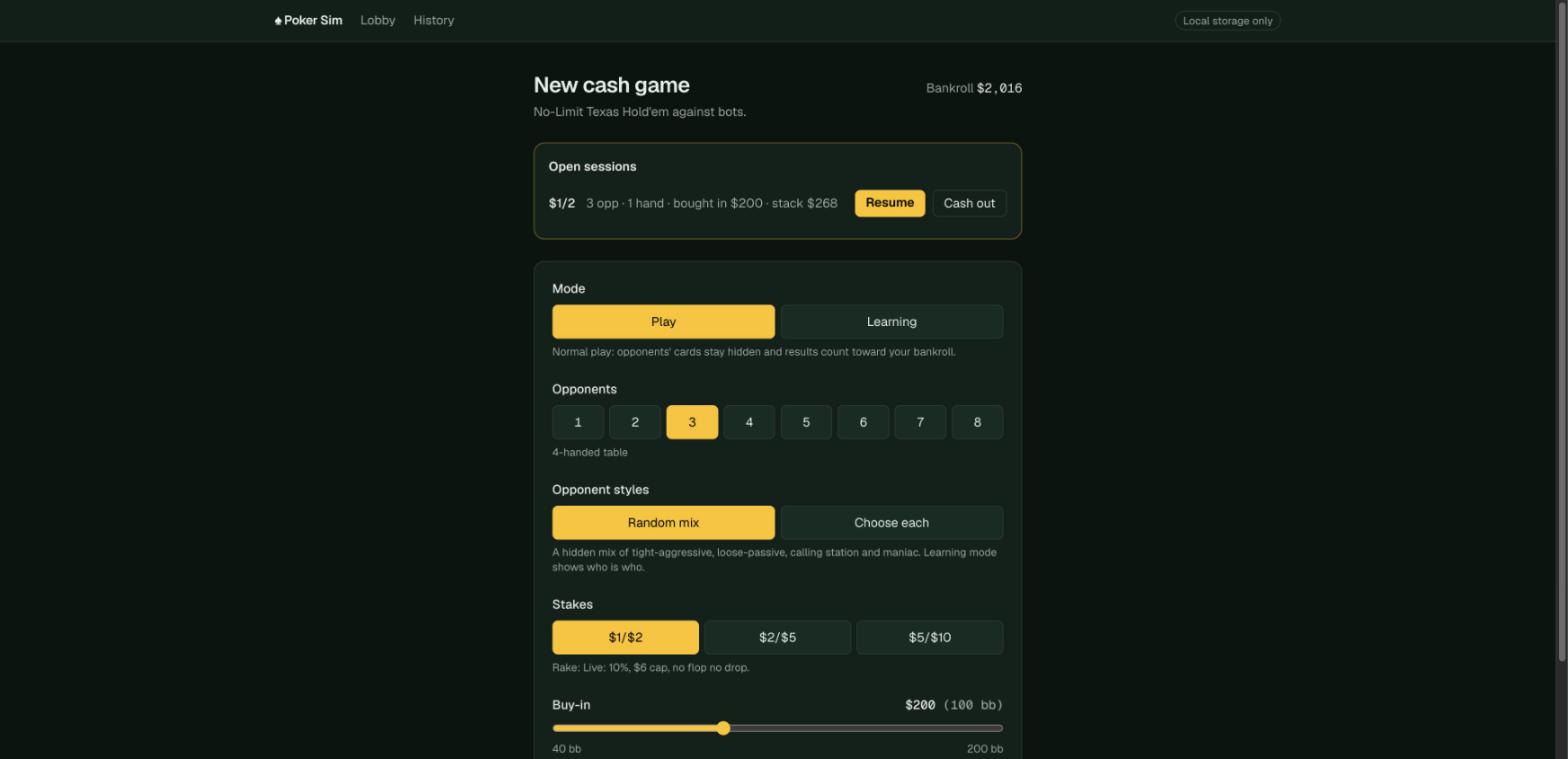 ♠ Poker Sim Lobby History Local storage only
New cash game Bankroll $2,016
No-Limit Texas Hold'em against bots.
Open sessions
$1/2 3 opp · 1 hand · bought in $200 · stack $268 Resume Cash out
Mode
Play Learning
Normal play: opponents' cards stay hidden and results count toward your bankroll.
Opponents
1 2 3 4 5 6 7 8
4-handed table
Opponent styles
Random mix Choose each
A hidden mix of tight-aggressive, loose-passive, calling station and maniac. Learning mode
shows who is who.
Stakes
$1/$2 $2/$5 $5/$10
Rake: Live: 10%, $6 cap, no flop no drop.
Buy-in $200 (100 bb)
40 bb 200 bb